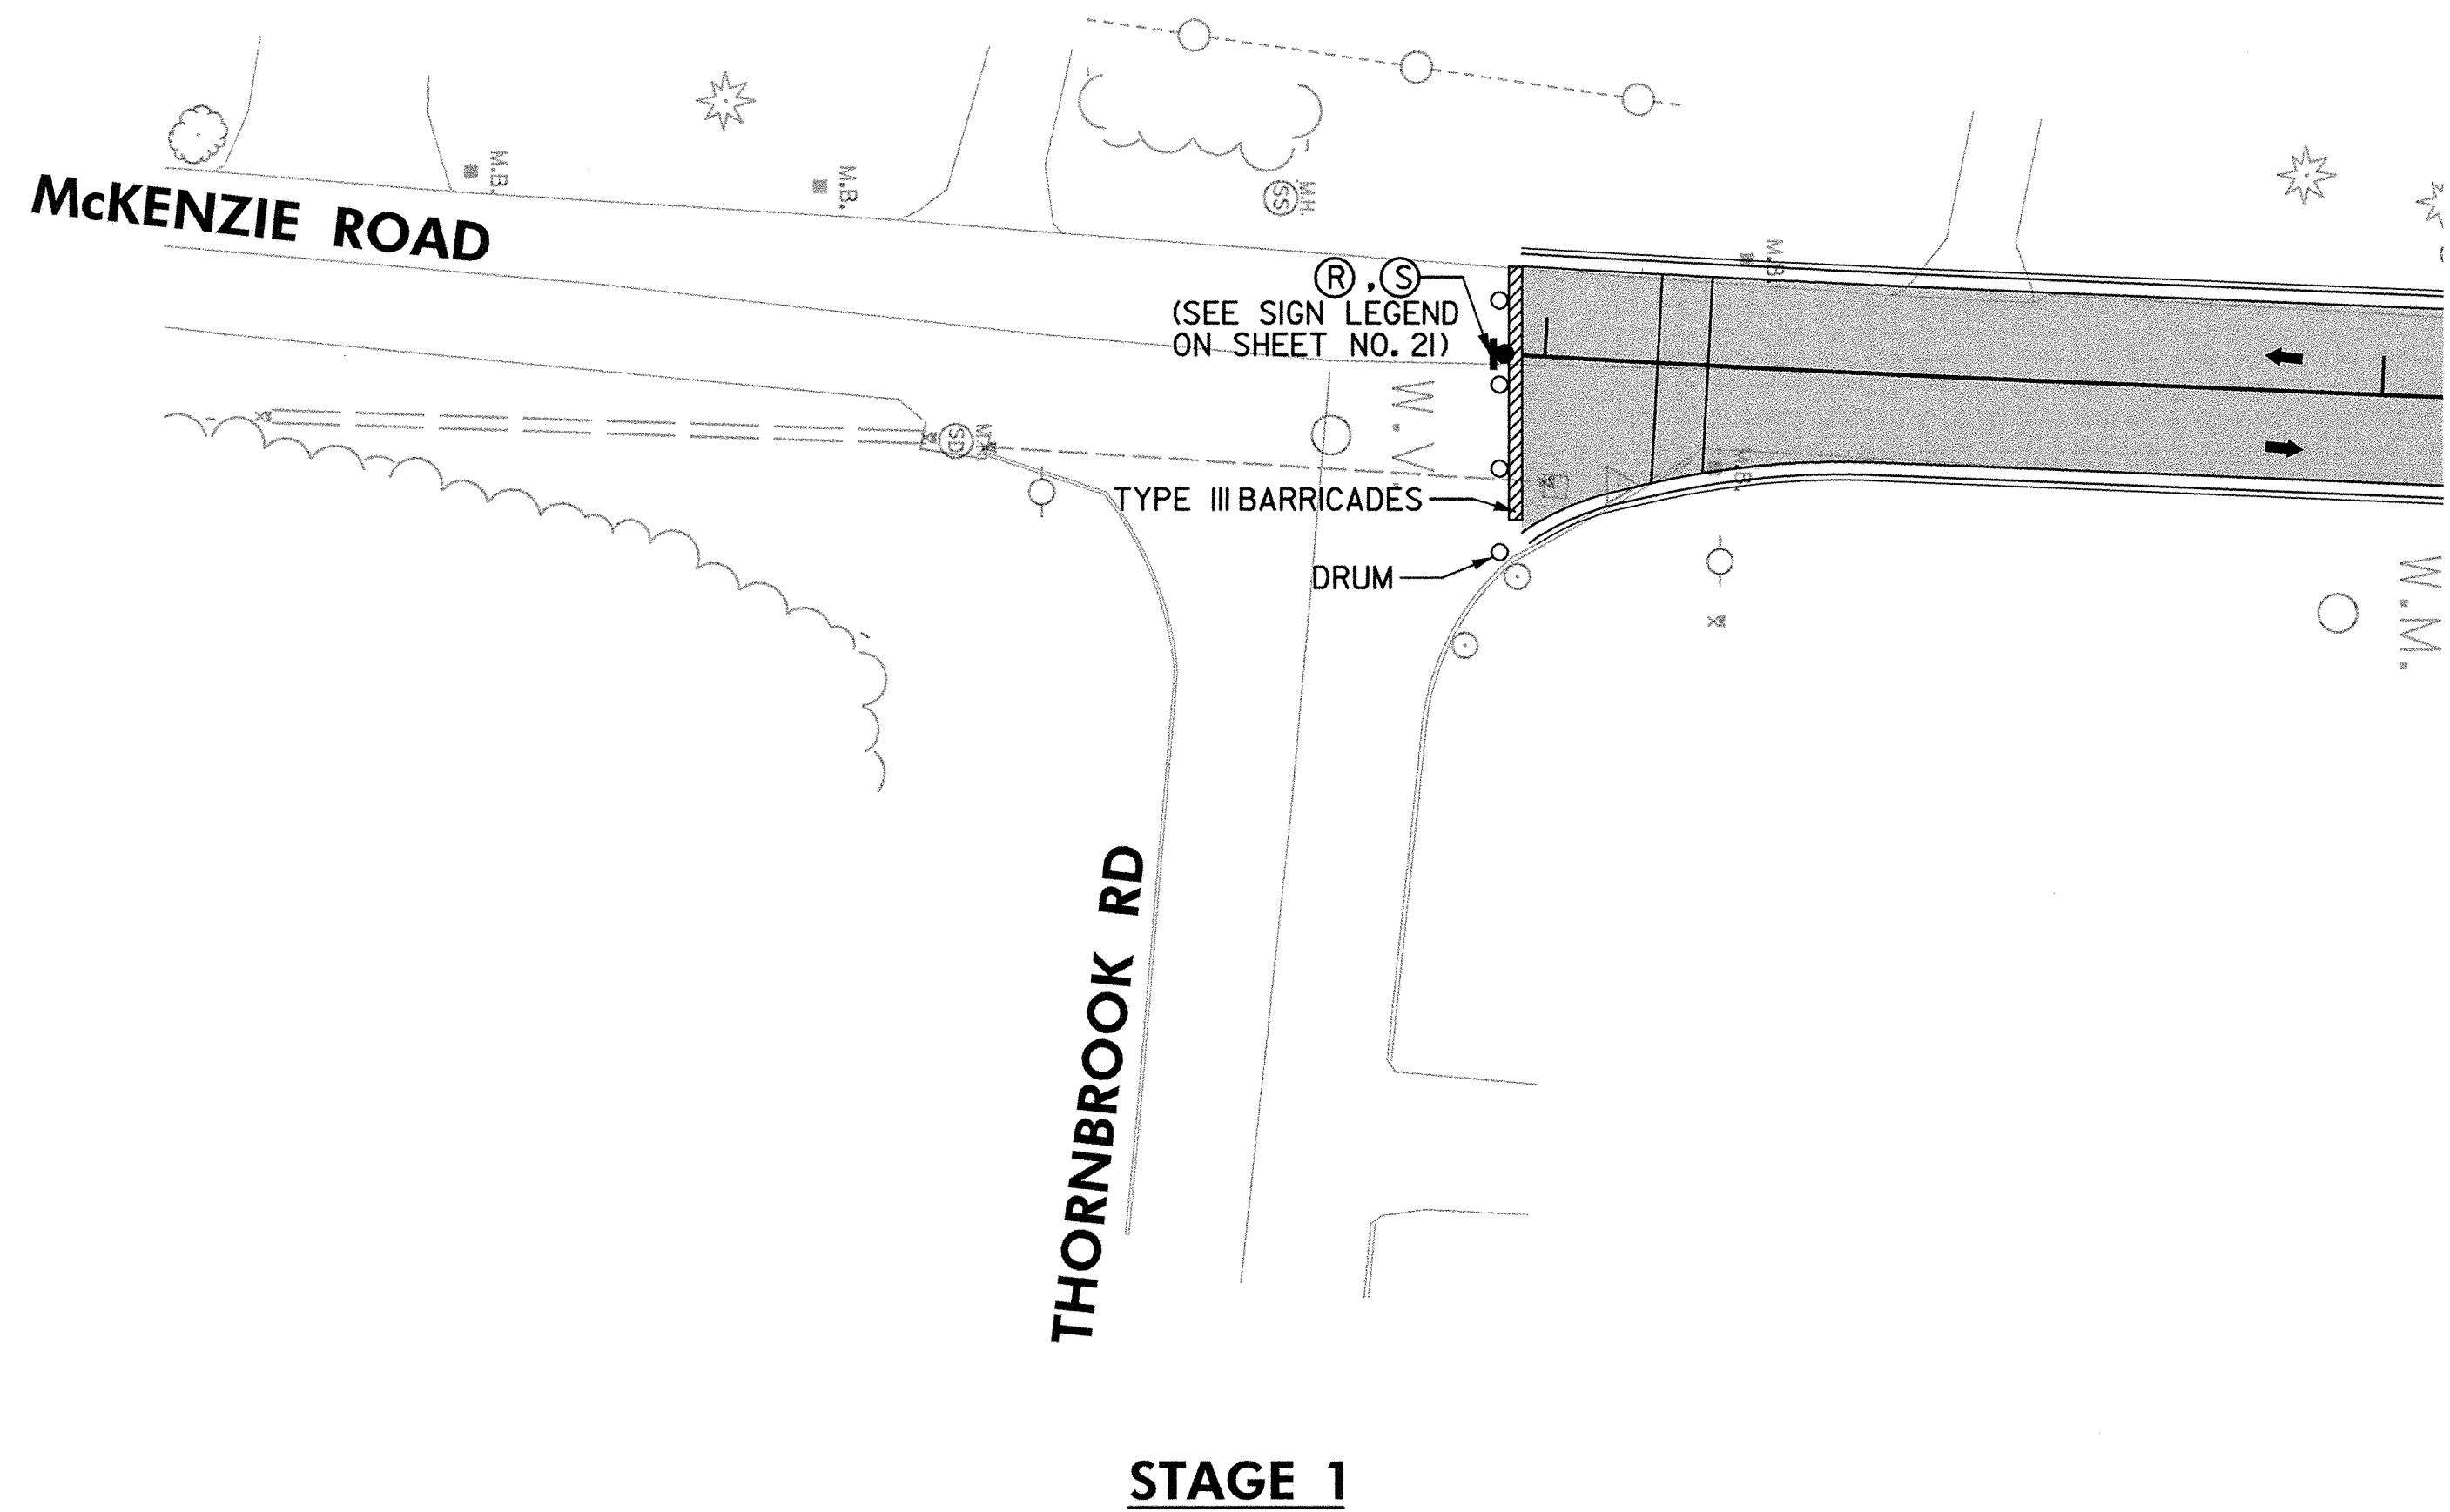 M.B.
M.B.
M.H.
SS
McKENZIE ROAD
M.B.
R , S
(SEE SIGN LEGEND
ON SHEET NO. 21)
W.V.
SD
M.H.
M.B.
TYPE III BARRICADES
DRUM
W.M.
THORNBROOK RD
STAGE 1